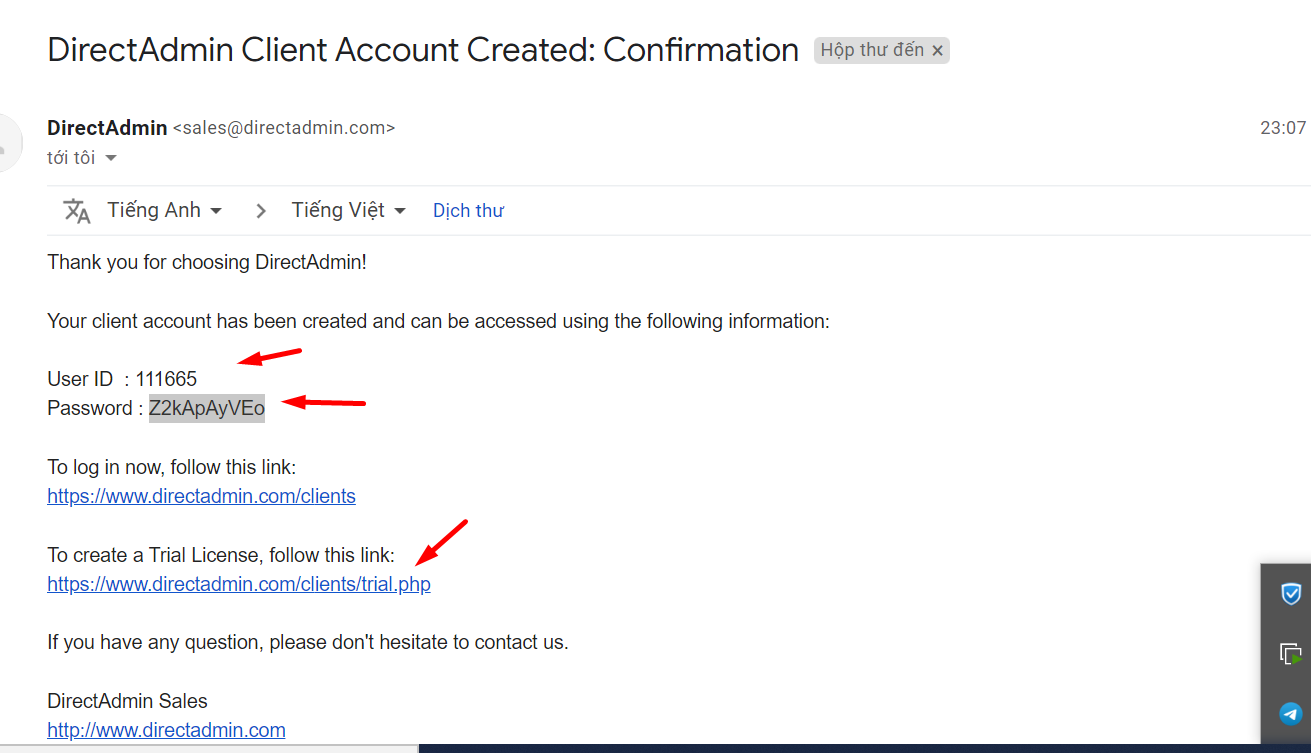 DirectAdmin Client Account Created: Confirmation Hộp thư đến ×
DirectAdmin <sales@directadmin.com> 23:07
tới tôi
Tiếng Anh > Tiếng Việt Dịch thư
Thank you for choosing DirectAdmin!
Your client account has been created and can be accessed using the following information:
User ID : 111665
Password : Z2kApAyVEo
To log in now, follow this link:
https://www.directadmin.com/clients
To create a Trial License, follow this link:
https://www.directadmin.com/clients/trial.php
If you have any question, please don't hesitate to contact us.
DirectAdmin Sales
http://www.directadmin.com